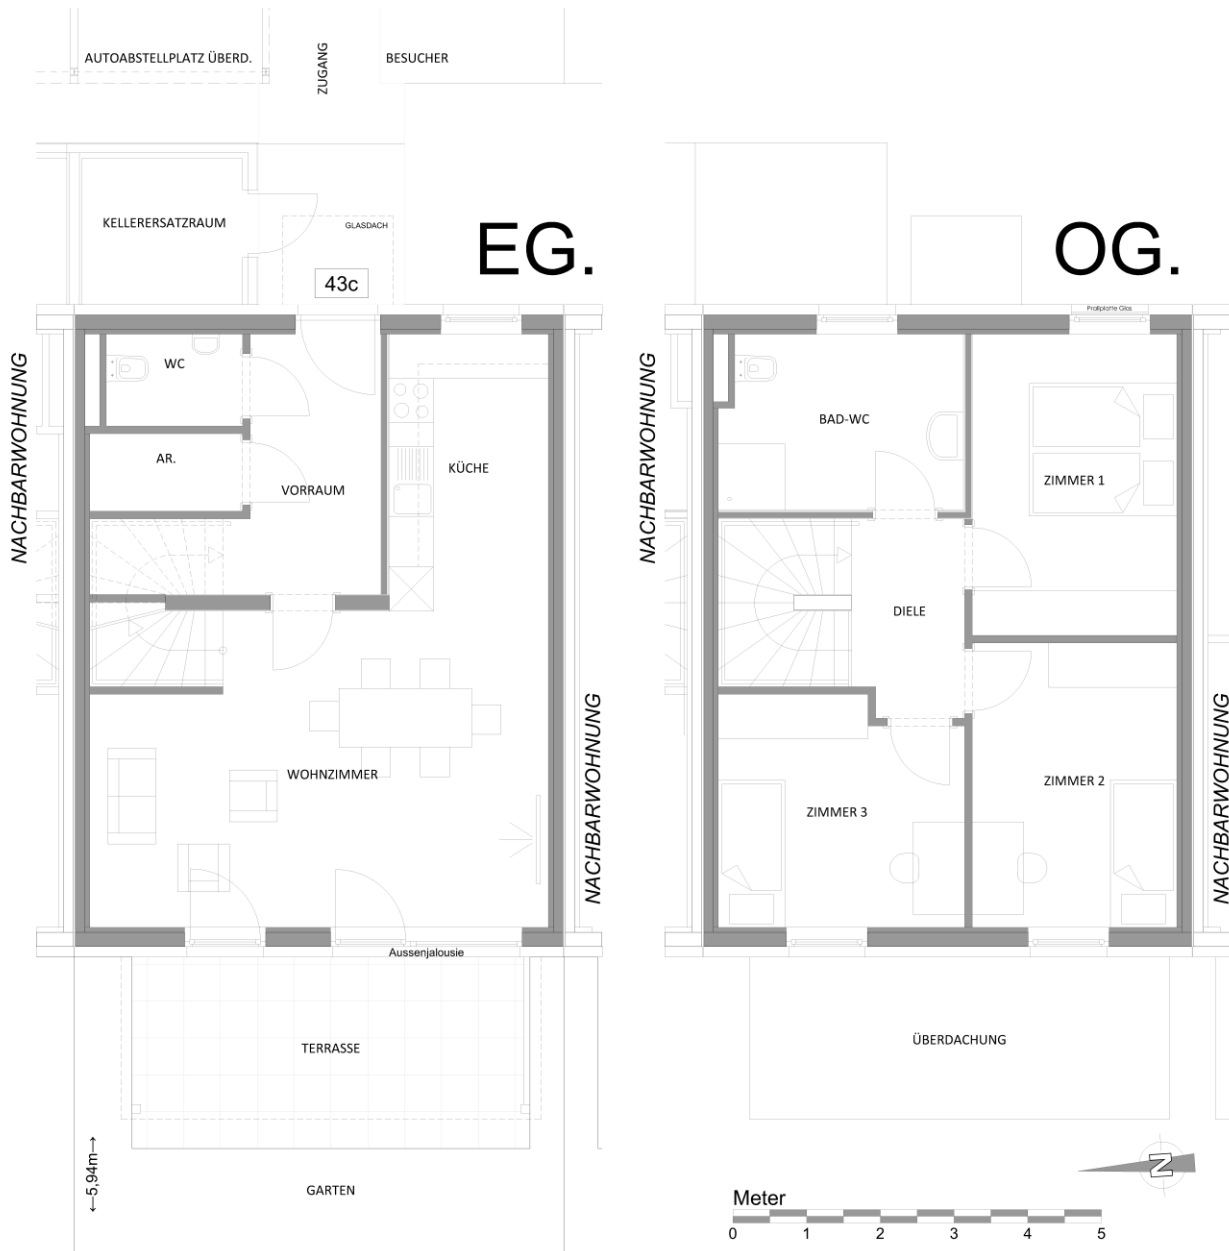 AUTOABSTELLPLATZ ÜBERD.
ZUGANG
BESUCHER
KELLERERSATZRAUM
GLASDACH
43c
EG.
NACHBARWOHNUNG
WC
AR.
VORRAUM
KÜCHE
WOHNZIMMER
NACHBARWOHNUNG
Aussenjalousie
TERRASSE
5,94m
GARTEN
OG.
Profilplatte Glas
NACHBARWOHNUNG
BAD-WC
ZIMMER 1
DIELE
ZIMMER 2
ZIMMER 3
NACHBARWOHNUNG
ÜBERDACHUNG
N
Meter
0 1 2 3 4 5